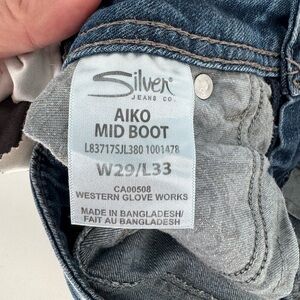 Silver
JEANS CO.
AIKO
MID BOOT
L83717SJL380 1001478
W29/L33
CA00508
WESTERN GLOVE WORKS
MADE IN BANGLADESH/
FAIT AU BANGLADESH